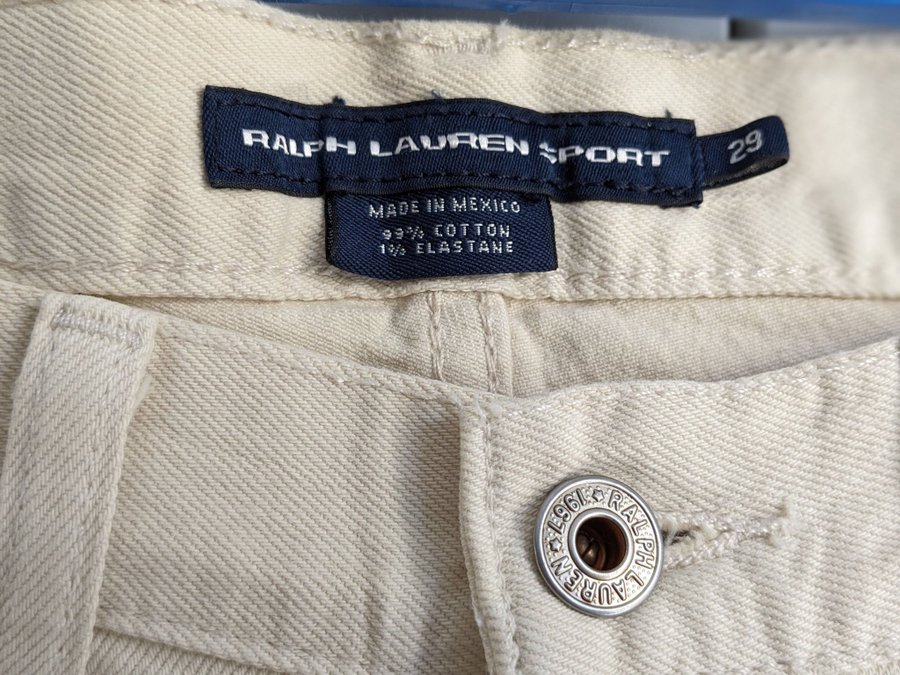 RALPH LAUREN SPORT
29
MADE IN MEXICO
99% COTTON
1% ELASTANE
RALPH LAUREN
1967